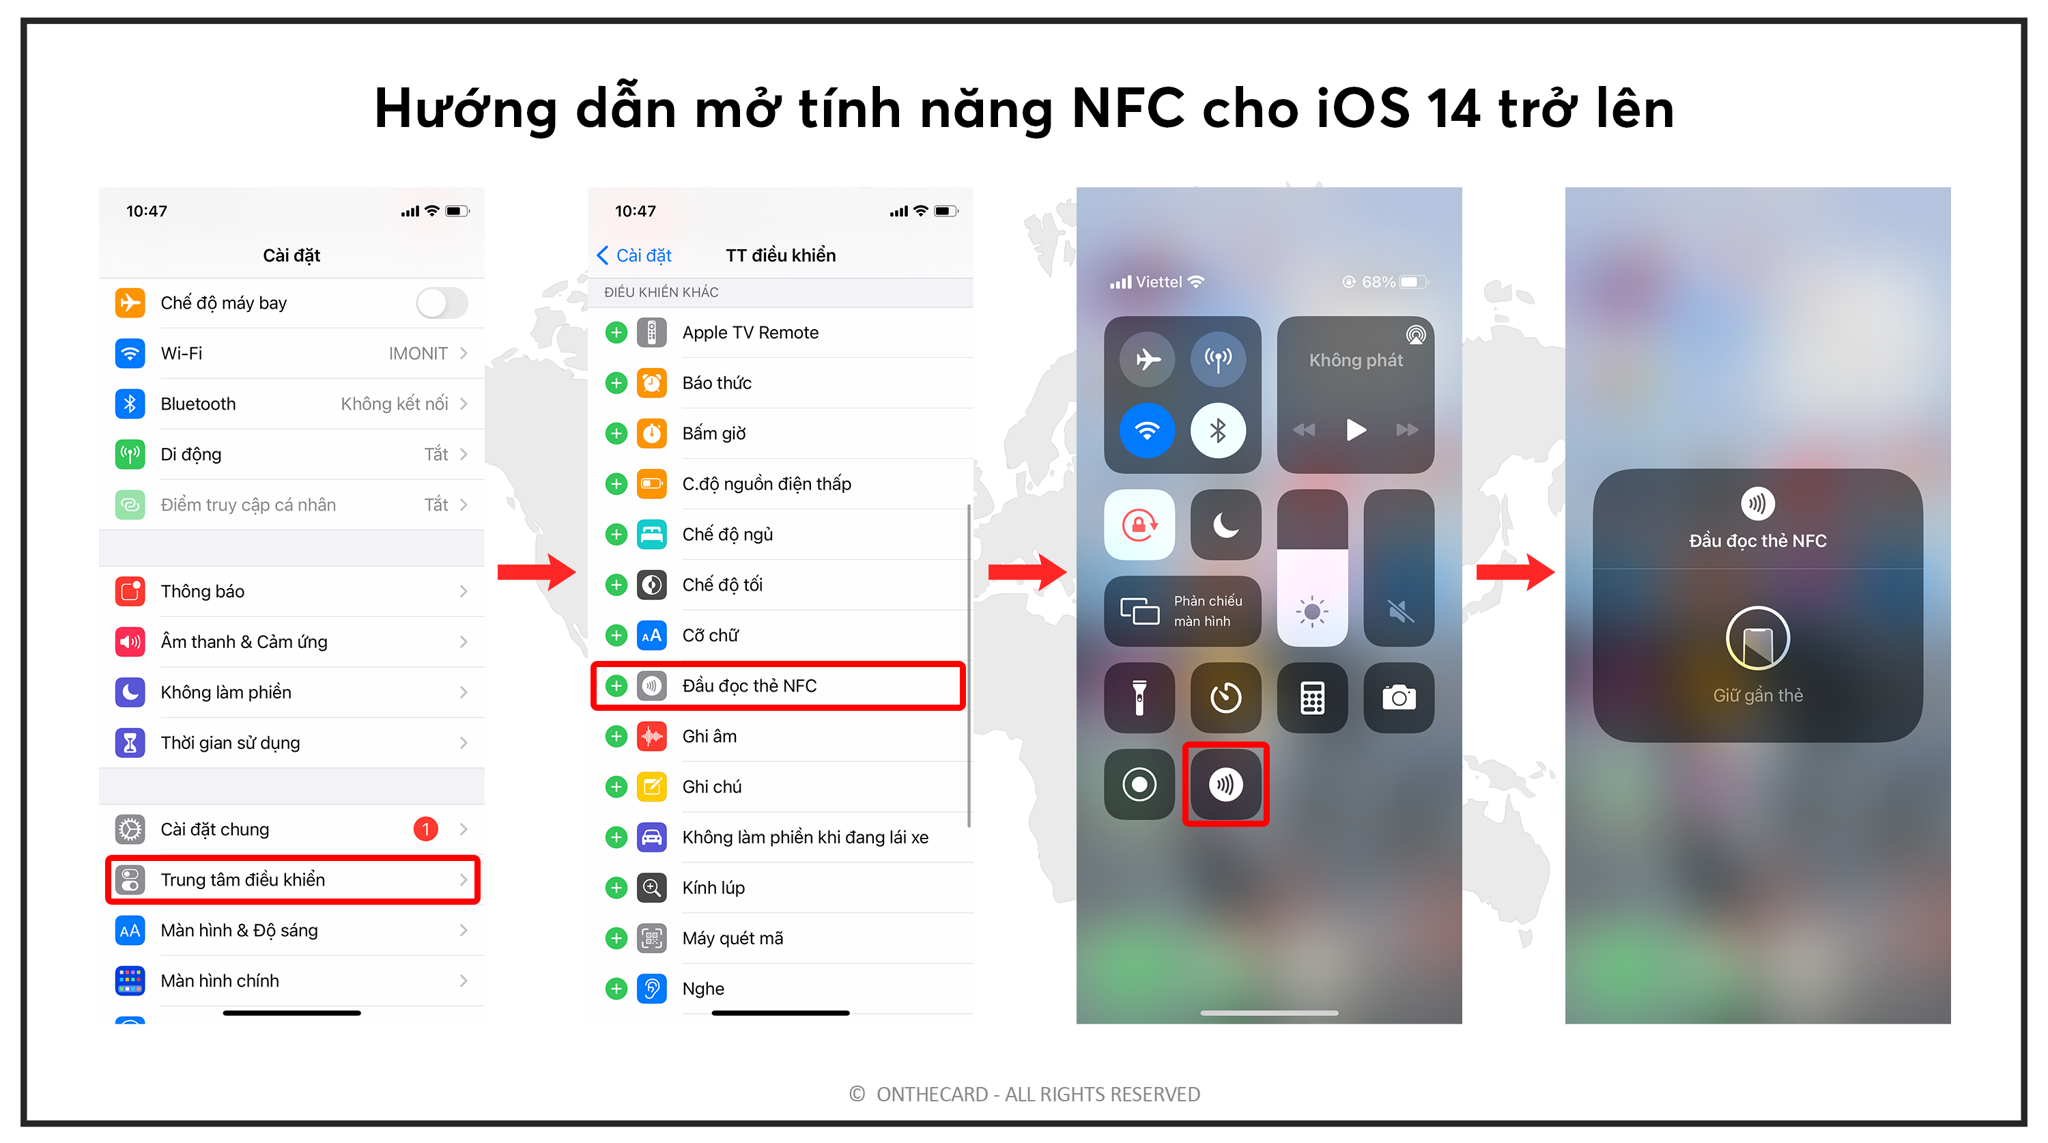 Hướng dẫn mở tính năng NFC cho iOS 14 trở lên
10:47
Cài đặt
Chế độ máy bay
Wi-Fi IMONIT
Bluetooth Không kết nối
Di động Tắt
Điểm truy cập cá nhân Tắt
Thông báo
Âm thanh & Cảm ứng
Không làm phiền
Thời gian sử dụng
Cài đặt chung 1
Trung tâm điều khiển
AA Màn hình & Độ sáng
Màn hình chính
10:47
Cài đặt TT điều khiển
ĐIỀU KHIỂN KHÁC
Apple TV Remote
Báo thức
Bấm giờ
C.độ nguồn điện thấp
Chế độ ngủ
Chế độ tối
AA Cỡ chữ
Đầu đọc thẻ NFC
Ghi âm
Ghi chú
Không làm phiền khi đang lái xe
Kính lúp
Máy quét mã
Nghe
Viettel 68%
Không phát
Phản chiếu
màn hình
Đầu đọc thẻ NFC
Giữ gần thẻ
© ONTHECARD - ALL RIGHTS RESERVED